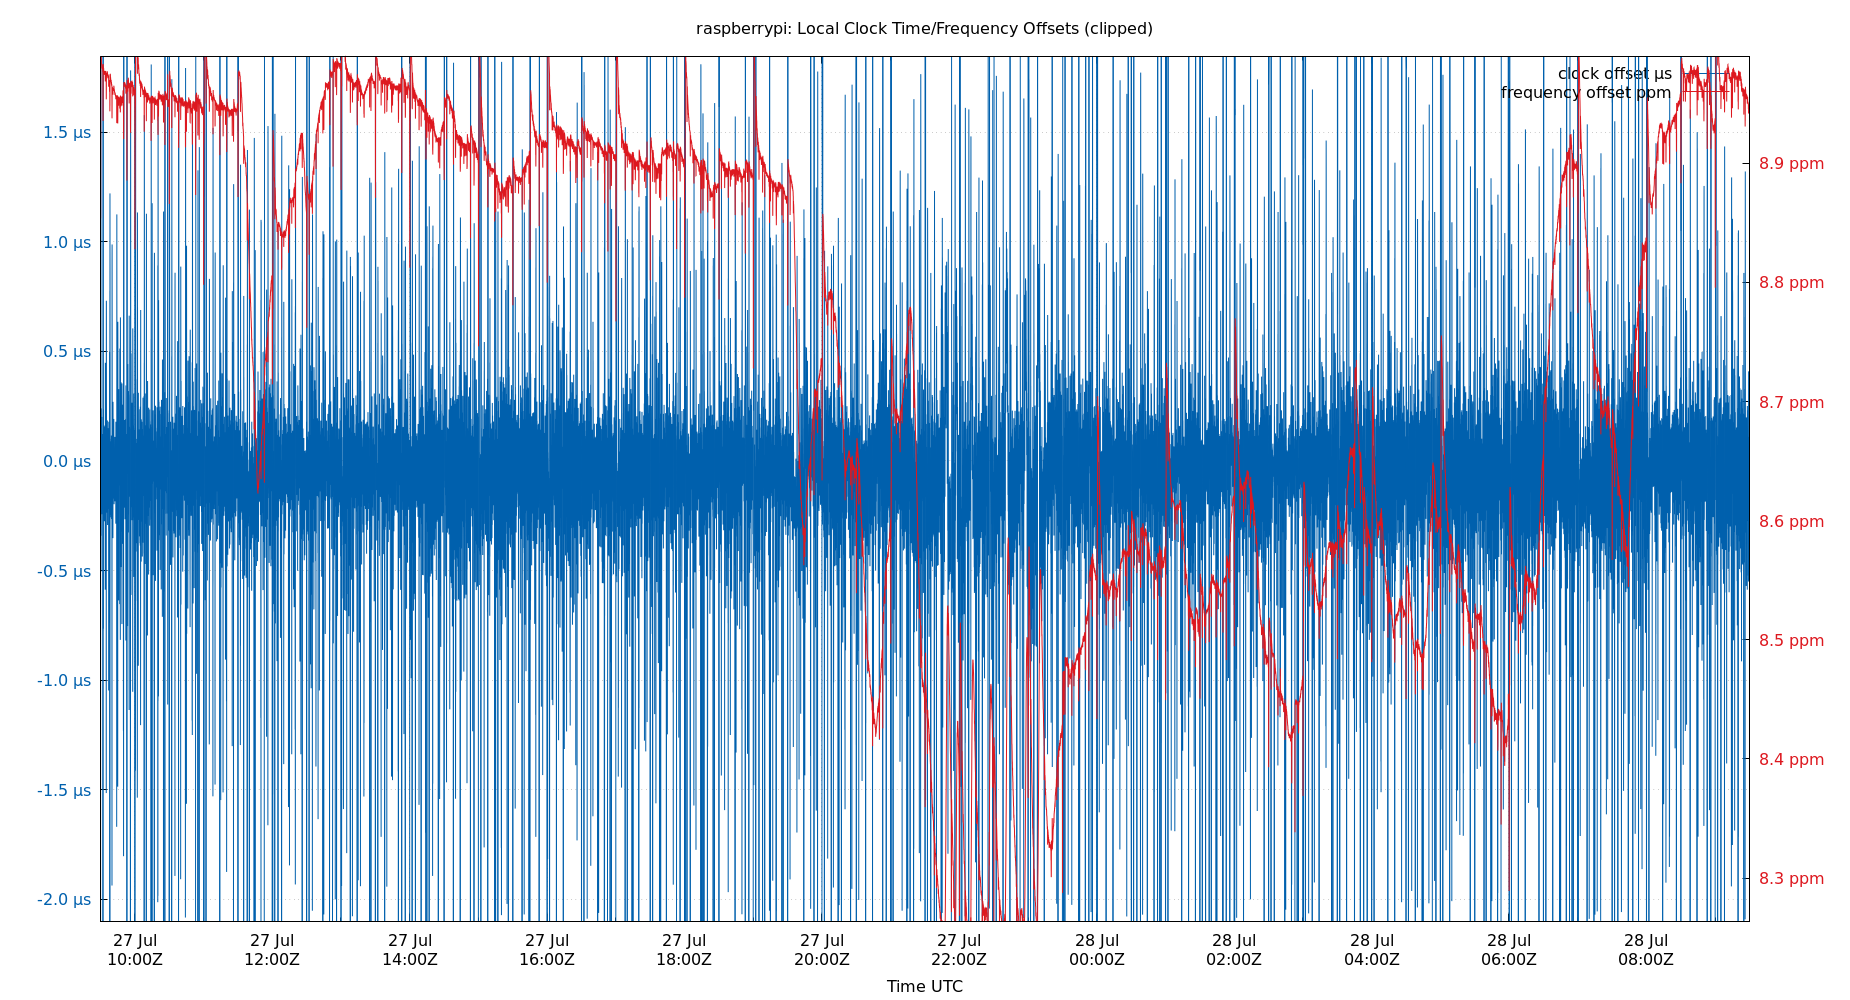 raspberrypi: Local Clock Time/Frequency Offsets (clipped)
clock offset µs
frequency offset ppm
1.5 µs
1.0 µs
0.5 µs
0.0 µs
-0.5 µs
-1.0 µs
-1.5 µs
-2.0 µs
8.9 ppm
8.8 ppm
8.7 ppm
8.6 ppm
8.5 ppm
8.4 ppm
8.3 ppm
27 Jul 27 Jul 27 Jul 27 Jul 27 Jul 27 Jul 27 Jul 28 Jul 28 Jul 28 Jul 28 Jul 28 Jul
10:00Z 12:00Z 14:00Z 16:00Z 18:00Z 20:00Z 22:00Z 00:00Z 02:00Z 04:00Z 06:00Z 08:00Z
Time UTC